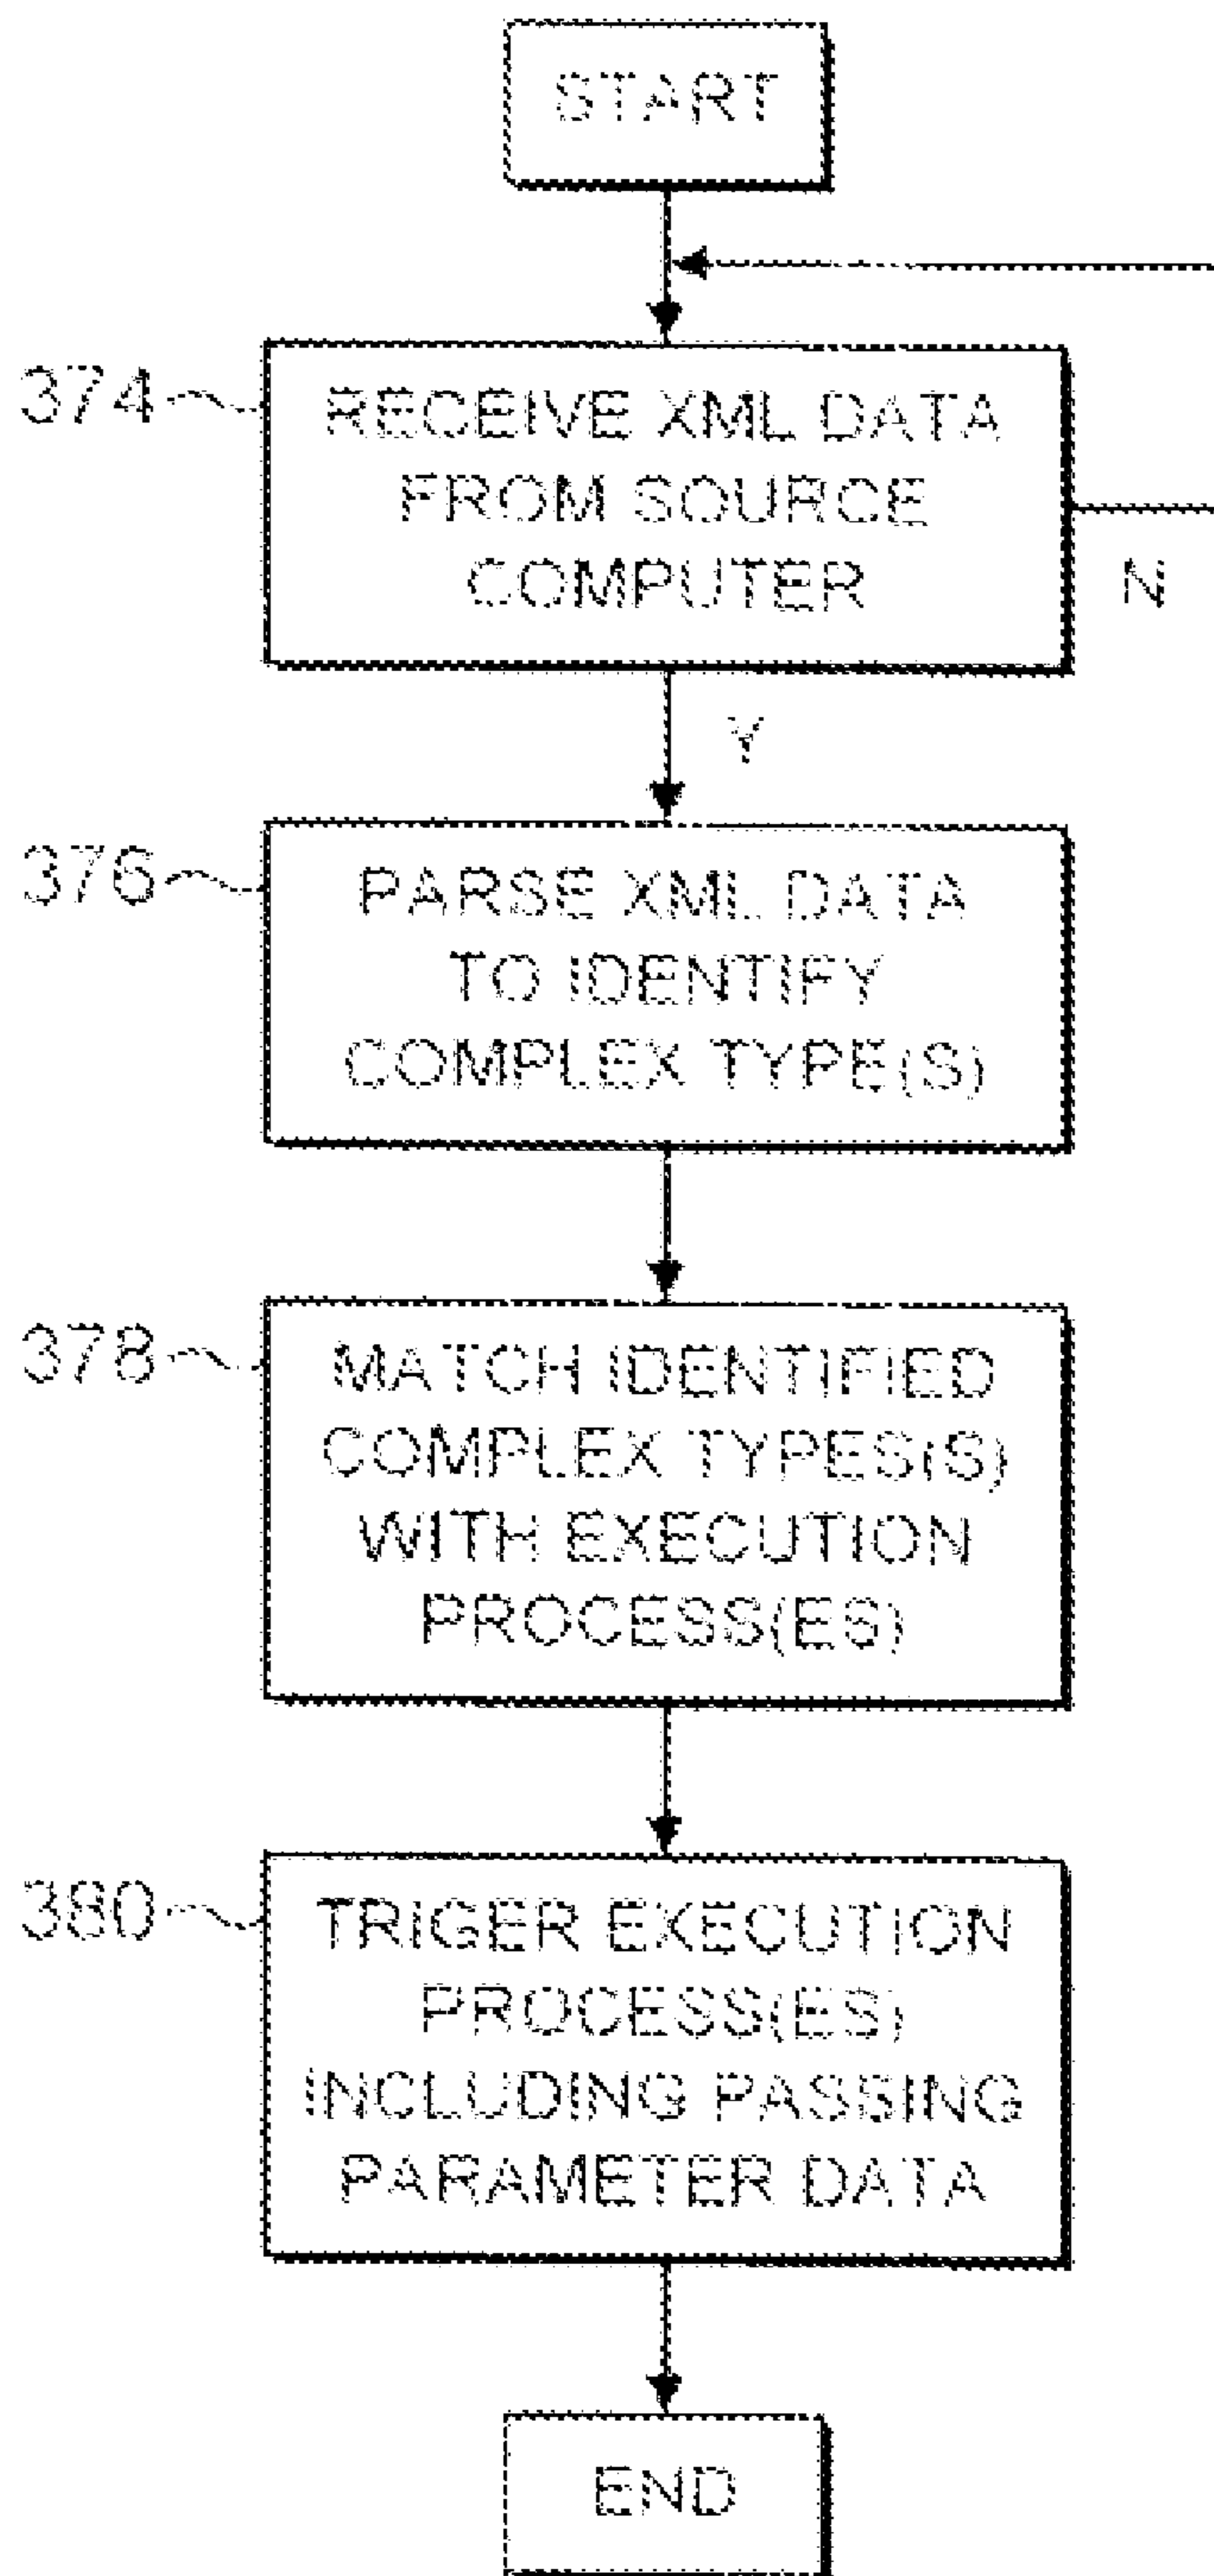 START
374
RECEIVE XML DATA
FROM SOURCE
COMPUTER
N
Y
376
PARSE XML DATA
TO IDENTIFY
COMPLEX TYPE(S)
378
MATCH IDENTIFIED
COMPLEX TYPES(S)
WITH EXECUTION
PROCESS(ES)
380
TRIGER EXECUTION
PROCESS(ES)
INCLUDING PASSING
PARAMETER DATA
END